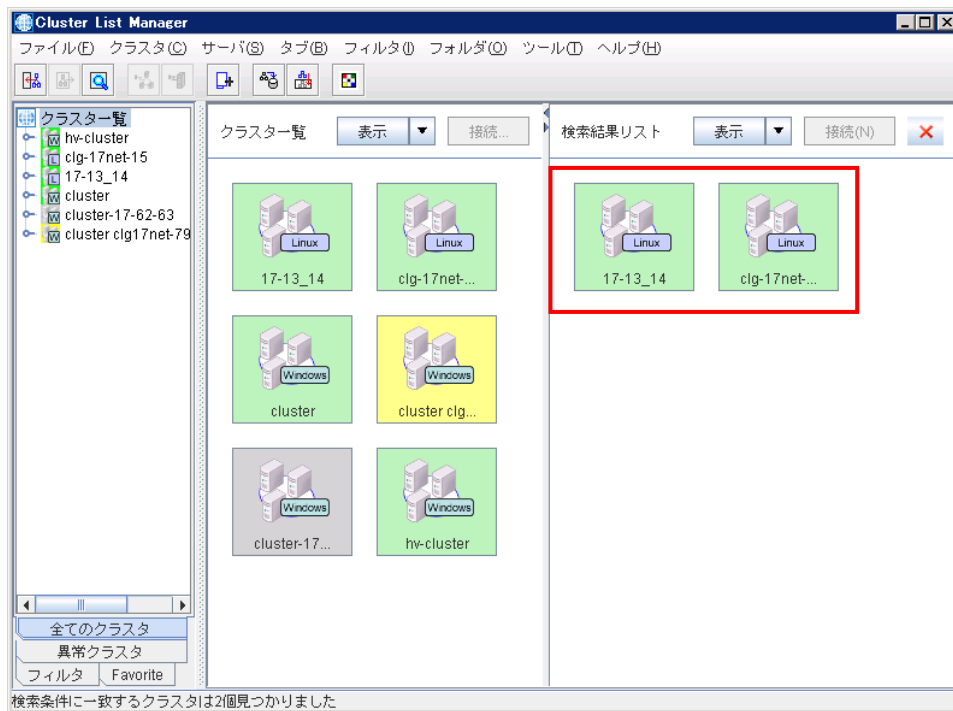 Cluster List Manager
ファイル(F) クラスタ(C) サーバ(S) タブ(B) フィルタ(I) フォルダ(O) ツール(T) ヘルプ(H)
クラスター覧
hv-cluster
clg-17net-15
17-13_14
cluster
cluster-17-62-63
cluster clg17net-79
全てのクラスタ
異常クラスタ
フィルタ Favorite
クラスター覧 表示 接続...
Linux Linux
17-13_14 clg-17net-...
Windows Windows
cluster cluster clg...
Windows Windows
cluster-17... hv-cluster
検索結果リスト 表示 接続(N)
Linux Linux
17-13_14 clg-17net-...
検索条件に一致するクラスタは2個見つかりました